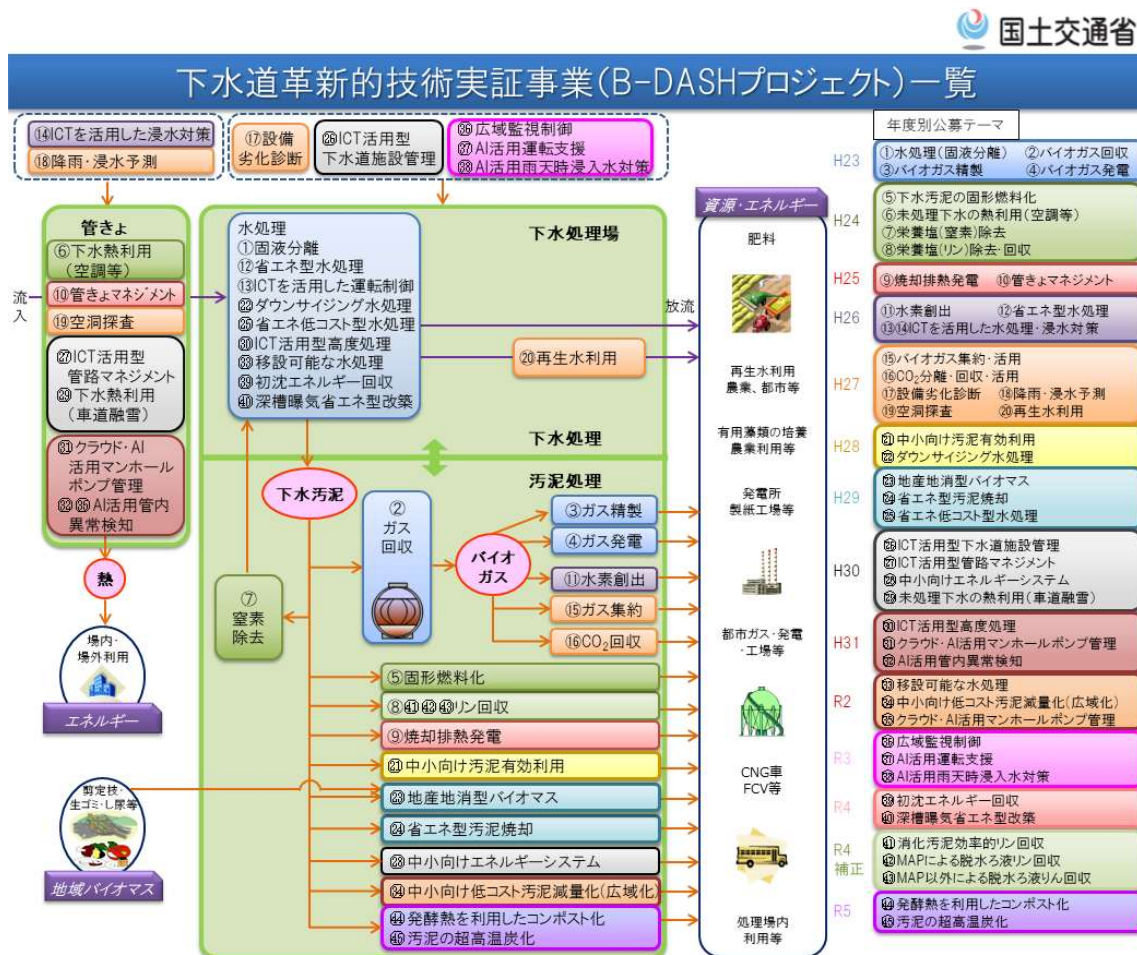 国土交通省
下水道革新的技術実証事業(B-DASHプロジェクト)一覧
⑭ICTを活用した浸水対策
⑱降雨・浸水予測
⑰設備
劣化診断
㉖ICT活用型
下水道施設管理
㊱広域監視制御
㊲AI活用運転支援
㊳AI活用雨天時浸入水対策
管きょ
⑥下水熱利用
(空調等)
流入
⑩管きょマネジメント
⑲空洞探査
㉗ICT活用型
管路マネジメント
㉙下水熱利用
(車道融雪)
㉛クラウド・AI
活用マンホール
ポンプ管理
㉜㉟AI活用管内
異常検知
熱
場内・
場外利用
エネルギー
剪定枝・
生ゴミ・し尿等
地域バイオマス
下水処理場
水処理
①固液分離
⑫省エネ型水処理
⑬ICTを活用した運転制御
㉒ダウンサイジング水処理
㉕省エネ低コスト型水処理
㉚ICT活用型高度処理
㉝移設可能な水処理
㊴初沈エネルギー回収
㊵深槽曝気省エネ型改築
放流
⑳再生水利用
下水処理
下水汚泥
汚泥処理
②
ガス
回収
バイオ
ガス
③ガス精製
④ガス発電
⑪水素創出
⑮ガス集約
⑯CO₂回収
⑦
窒素
除去
⑤固形燃料化
⑧㊶㊷㊸リン回収
⑨焼却排熱発電
㉑中小向け汚泥有効利用
㉓地産地消型バイオマス
㉔省エネ型汚泥焼却
㉘中小向けエネルギーシステム
㉞中小向け低コスト汚泥減量化(広域化)
㊹発酵熱を利用したコンポスト化
㊺汚泥の超高温炭化
資源・エネルギー
肥料
再生水利用
農業、都市等
有用藻類の培養
農業利用等
発電所
製紙工場等
都市ガス・発電
・工場等
CNG車
FCV等
処理場内
利用等
年度別公募テーマ
H23
①水処理(固液分離) ②バイオガス回収
③バイオガス精製 ④バイオガス発電
H24
⑤下水汚泥の固形燃料化
⑥未処理下水の熱利用(空調等)
⑦栄養塩(窒素)除去
⑧栄養塩(リン)除去・回収
H25
⑨焼却排熱発電 ⑩管きょマネジメント
H26
⑪水素創出 ⑫省エネ型水処理
⑬⑭ICTを活用した水処理・浸水対策
H27
⑮バイオガス集約・活用
⑯CO₂分離・回収・活用
⑰設備劣化診断 ⑱降雨・浸水予測
⑲空洞探査 ⑳再生水利用
H28
㉑中小向け汚泥有効利用
㉒ダウンサイジング水処理
H29
㉓地産地消型バイオマス
㉔省エネ型汚泥焼却
㉕省エネ低コスト型水処理
H30
㉖ICT活用型下水道施設管理
㉗ICT活用型管路マネジメント
㉘中小向けエネルギーシステム
㉙未処理下水の熱利用(車道融雪)
H31
㉚ICT活用型高度処理
㉛クラウド・AI活用マンホールポンプ管理
㉜AI活用管内異常検知
R2
㉝移設可能な水処理
㉞中小向け低コスト汚泥減量化(広域化)
㉟クラウド・AI活用マンホールポンプ管理
R3
㊱広域監視制御
㊲AI活用運転支援
㊳AI活用雨天時浸入水対策
R4
㊴初沈エネルギー回収
㊵深槽曝気省エネ型改築
R4
補正
㊶消化汚泥効率的リン回収
㊷MAPによる脱水ろ液リン回収
㊸MAP以外による脱水ろ液りん回収
R5
㊹発酵熱を利用したコンポスト化
㊺汚泥の超高温炭化